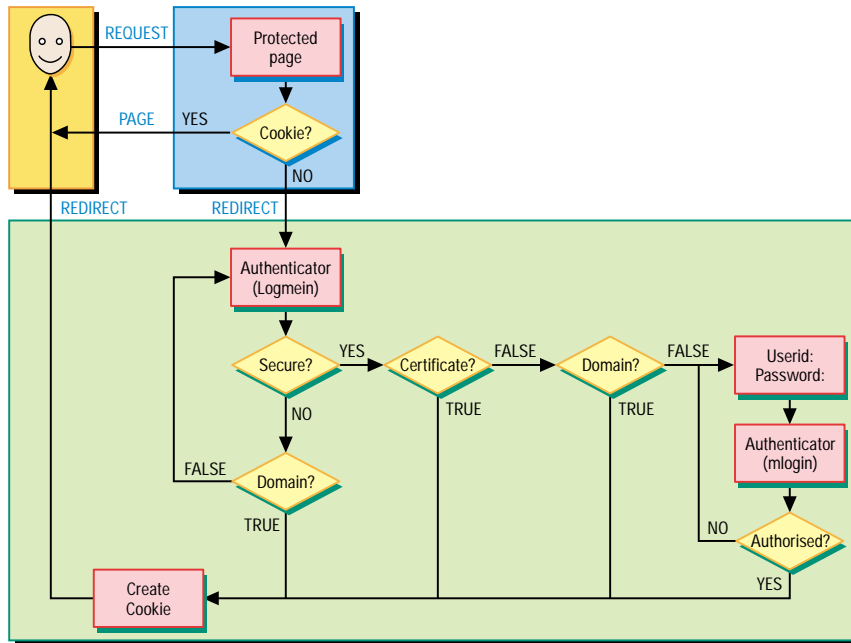 REQUEST
Protected
page
PAGE
YES
Cookie?
NO
REDIRECT
REDIRECT
Authenticator
(Logmein)
Secure?
YES
Certificate?
FALSE
Domain?
FALSE
Userid:
Password:
NO
TRUE
TRUE
Authenticator
(mlogin)
FALSE
Domain?
TRUE
NO
Authorised?
YES
Create
Cookie